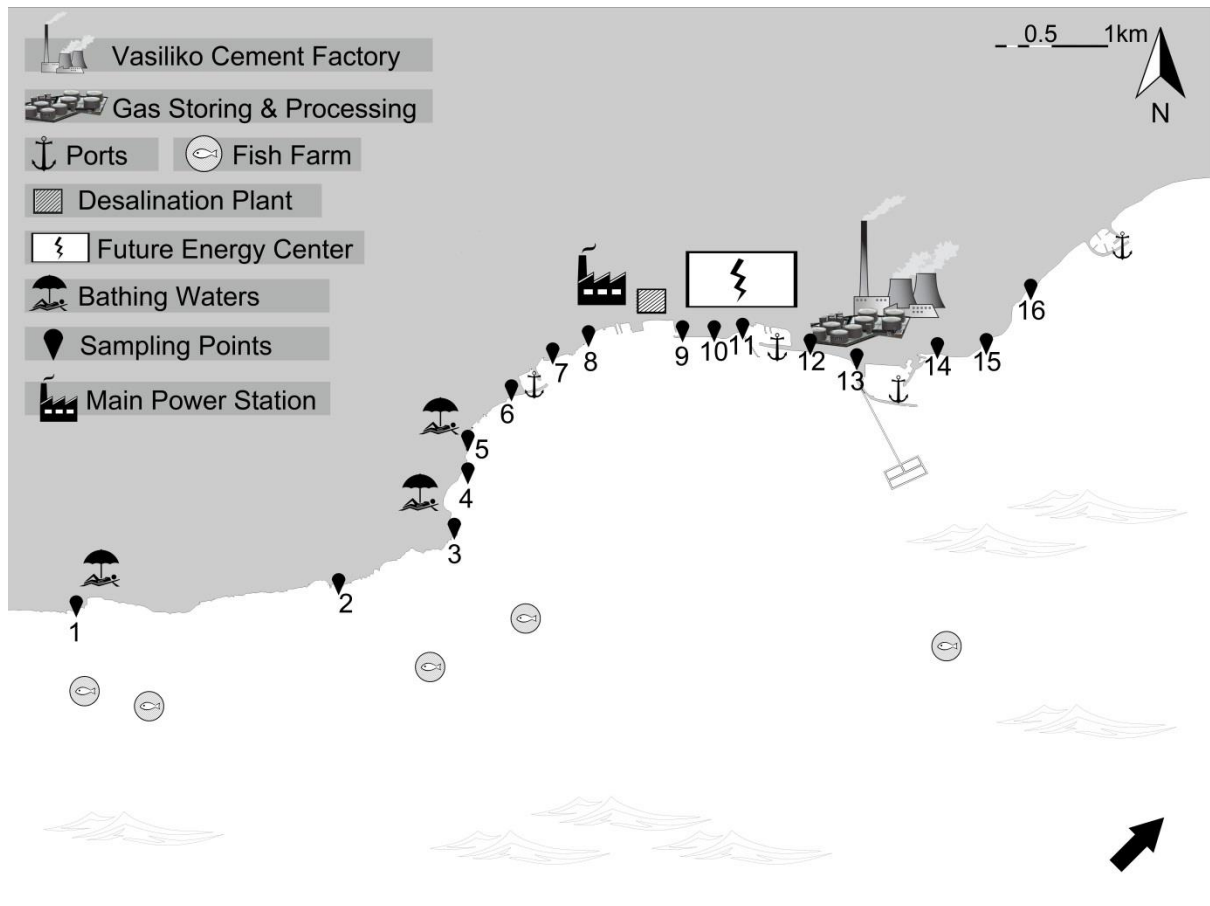 Vasiliko Cement Factory
Gas Storing & Processing
Ports
Fish Farm
Desalination Plant
Future Energy Center
Bathing Waters
Sampling Points
Main Power Station
0.5 1km
N
1
2
3
4
5
6
7
8
9
10
11
12
13
14
15
16